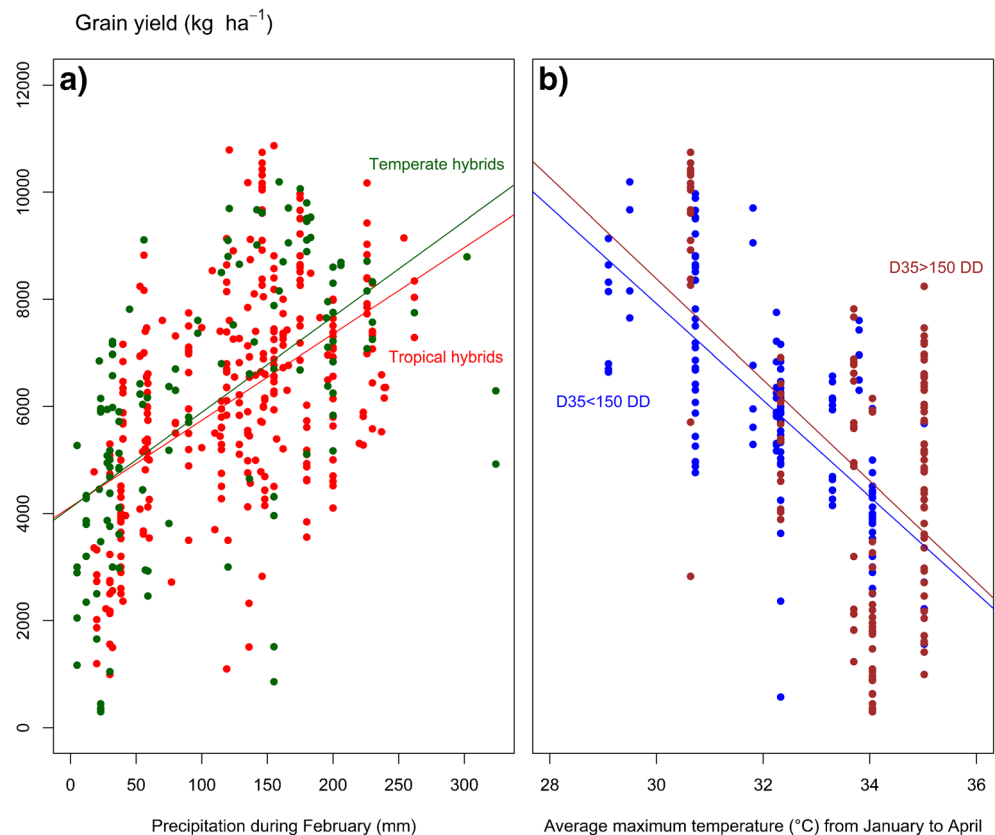 Grain yield (kg ha⁻¹)
a)
b)
Temperate hybrids
Tropical hybrids
D35>150 DD
D35<150 DD
0
2000
4000
6000
8000
10000
12000
0 50 100 150 200 250 300
28 30 32 34 36
Precipitation during February (mm)
Average maximum temperature (°C) from January to April